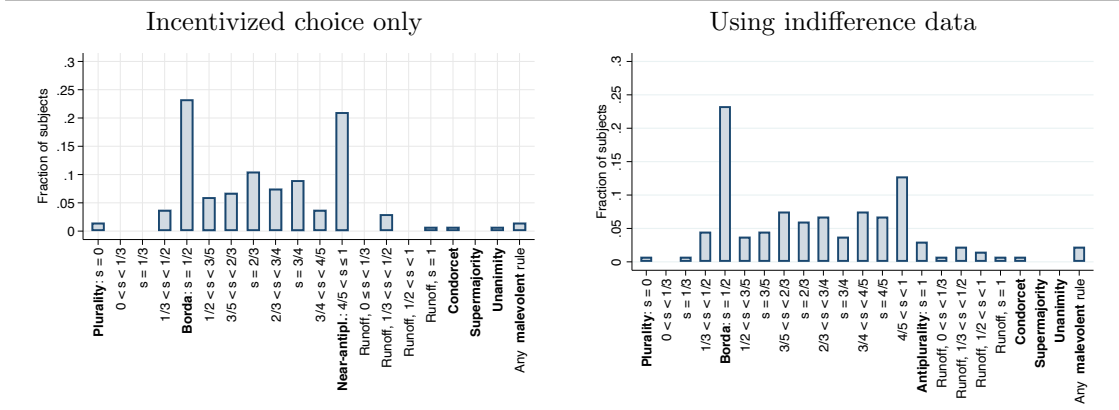 Incentivized choice only
Using indifference data
Fraction of subjects
.3
.25
.2
.15
.1
.05
0
Plurality: s = 0
0 < s < 1/3
s = 1/3
1/3 < s < 1/2
Borda: s = 1/2
1/2 < s < 3/5
3/5 < s < 2/3
s = 2/3
2/3 < s < 3/4
s = 3/4
3/4 < s < 4/5
Near-antipl.: 4/5 < s ≤ 1
Runoff, 0 ≤ s < 1/3
Runoff, 1/3 < s < 1/2
Runoff, 1/2 < s < 1
Runoff, s = 1
Condorcet
Supermajority
Unanimity
Any malevolent rule
Fraction of subjects
.3
.25
.2
.15
.1
.05
0
Plurality: s = 0
0 < s < 1/3
s = 1/3
1/3 < s < 1/2
Borda: s = 1/2
1/2 < s < 3/5
s = 3/5
3/5 < s < 2/3
s = 2/3
2/3 < s < 3/4
s = 3/4
3/4 < s < 4/5
s = 4/5
4/5 < s < 1
Antiplurality: s = 1
Runoff, 0 < s < 1/3
Runoff, 1/3 < s < 1/2
Runoff, 1/2 < s < 1
Runoff, s = 1
Condorcet
Supermajority
Unanimity
Any malevolent rule